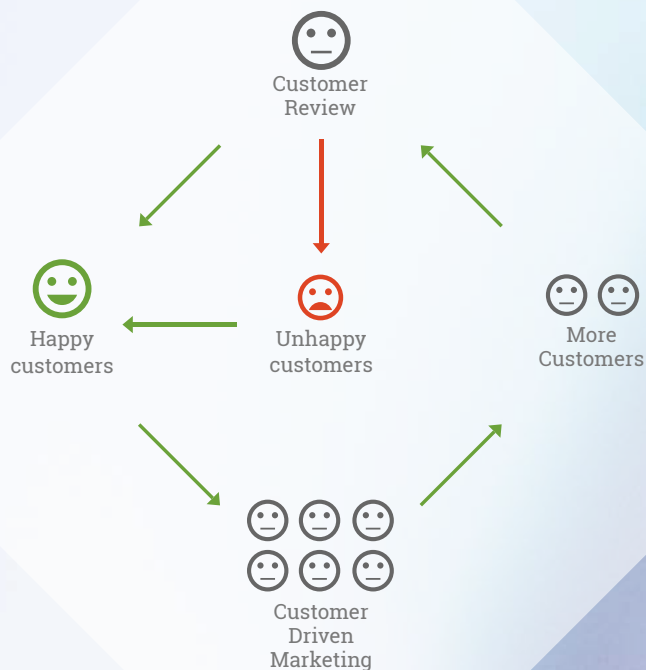 Customer
Review
Happy
customers
Unhappy
customers
More
Customers
Customer
Driven
Marketing